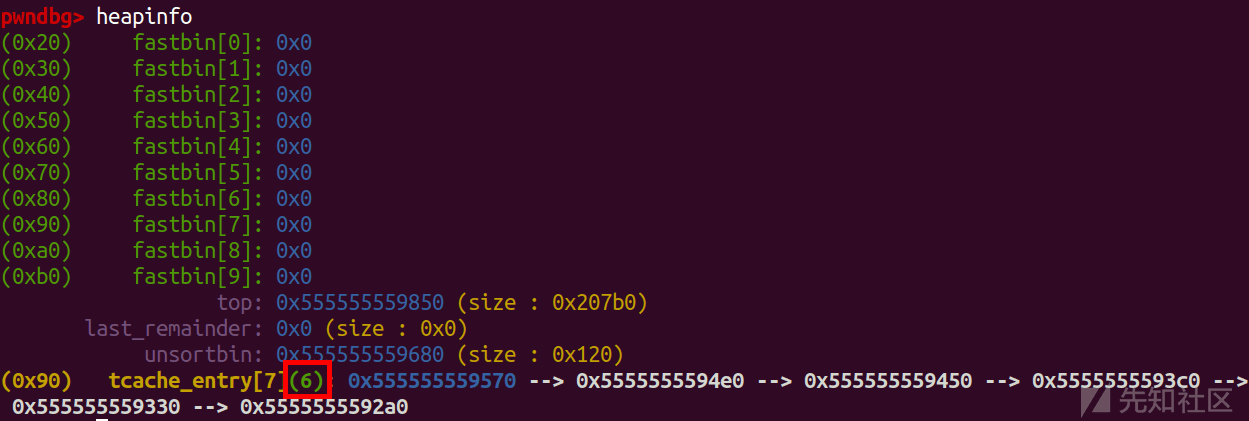 pwndbg> heapinfo
(0x20)     fastbin[0]: 0x0
(0x30)     fastbin[1]: 0x0
(0x40)     fastbin[2]: 0x0
(0x50)     fastbin[3]: 0x0
(0x60)     fastbin[4]: 0x0
(0x70)     fastbin[5]: 0x0
(0x80)     fastbin[6]: 0x0
(0x90)     fastbin[7]: 0x0
(0xa0)     fastbin[8]: 0x0
(0xb0)     fastbin[9]: 0x0
top: 0x555555559850 (size : 0x207b0)
last_remainder: 0x0 (size : 0x0)
unsortbin: 0x555555559680 (size : 0x120)
(0x90)   tcache_entry[7](6): 0x555555559570 --> 0x5555555594e0 --> 0x555555559450 --> 0x5555555593c0 -->
0x555555559330 --> 0x5555555592a0
先知社区